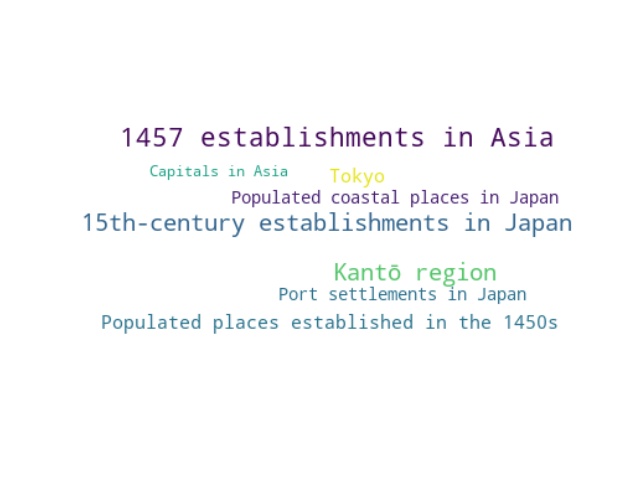 1457 establishments in Asia
Capitals in Asia
Tokyo
Populated coastal places in Japan
15th-century establishments in Japan
Kantō region
Port settlements in Japan
Populated places established in the 1450s